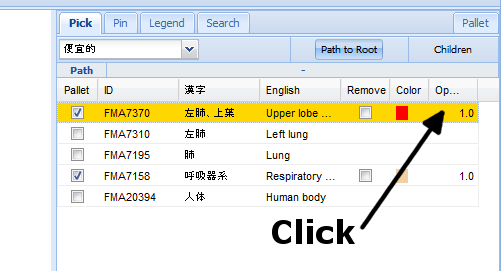 Pick Pin Legend Search Pallet
便宜的 Path to Root Children
Path -
Pallet ID 漢字 English Remove Color Op...
FMA7370 左肺、上葉 Upper lobe ... 1.0
FMA7310 左肺 Left lung
FMA7195 肺 Lung
FMA7158 呼吸器系 Respiratory ... 1.0
FMA20394 人体 Human body
Click